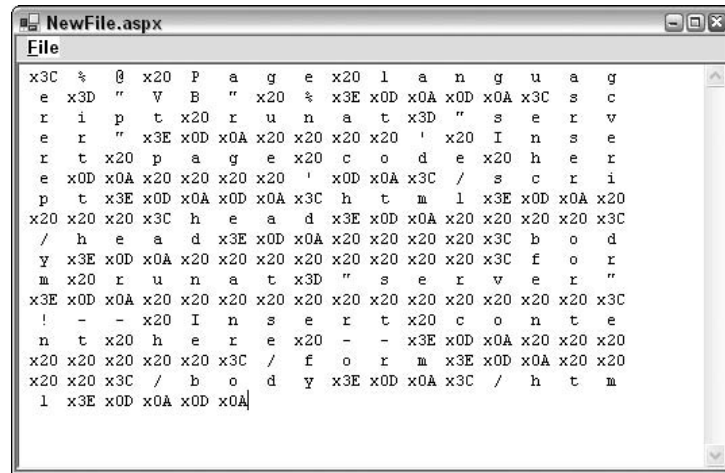 NewFile.aspx
File
x3C % @ x20 P a g e x20 l a n g u a g
e x3D " V B " x20 % x3E x0D x0A x0D x0A x3C s c
r i p t x20 r u n a t x3D " s e r v
e r " x3E x0D x0A x20 x20 x20 x20 ' x20 I n s e
r t x20 p a g e x20 c o d e x20 h e r
e x0D x0A x20 x20 x20 x20 ' x0D x0A x3C / s c r i
p t x3E x0D x0A x0D x0A x3C h t m l x3E x0D x0A x20
x20 x20 x20 x3C h e a d x3E x0D x0A x20 x20 x20 x20 x3C
/ h e a d x3E x0D x0A x20 x20 x20 x20 x3C b o d
y x3E x0D x0A x20 x20 x20 x20 x20 x20 x20 x20 x3C f o r
m x20 r u n a t x3D " s e r v e r "
x3E x0D x0A x20 x20 x20 x20 x20 x20 x20 x20 x20 x20 x20 x20 x3C
! - - x20 I n s e r t x20 c o n t e
n t x20 h e r e x20 - - x3E x0D x0A x20 x20 x20
x20 x20 x20 x20 x20 x3C / f o r m x3E x0D x0A x20 x20
x20 x20 x3C / b o d y x3E x0D x0A x3C / h t m
l x3E x0D x0A x0D x0A